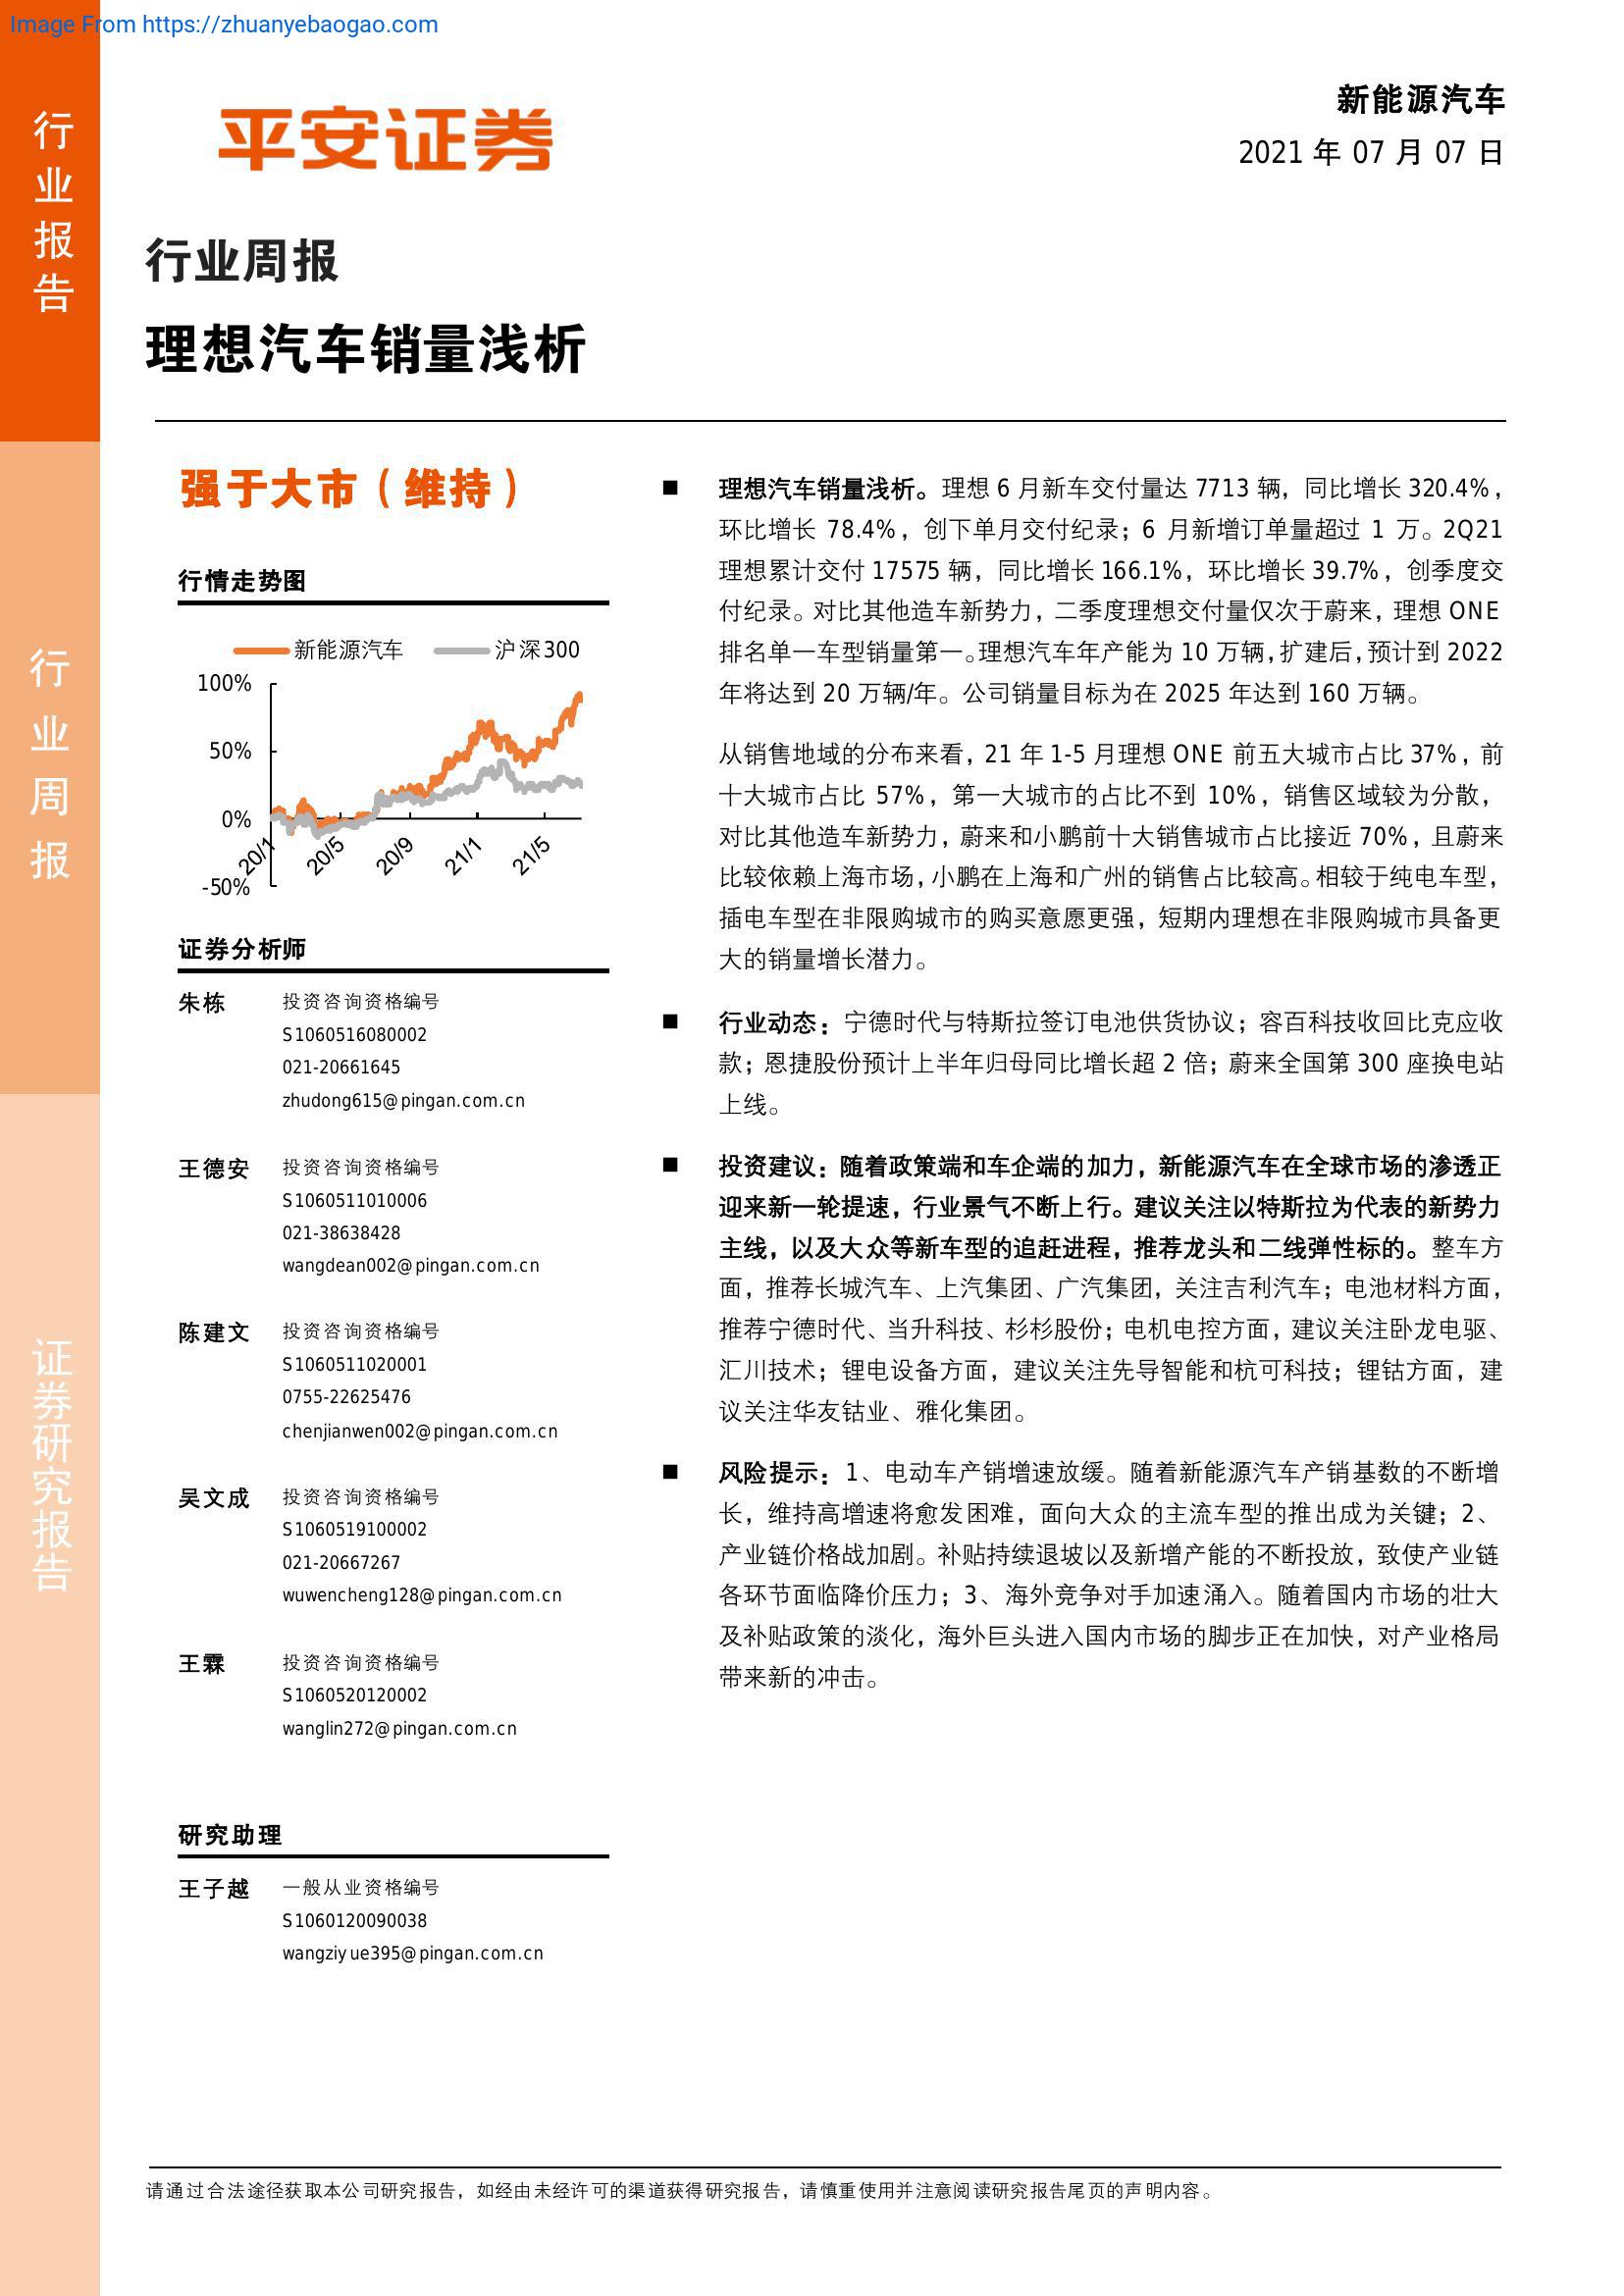 Image From https://zhuanyebaogao.com
行业报告
行业周报
证券研究报告
平安证券
新能源汽车
2021 年 07 月 07 日
行业周报
理想汽车销量浅析
强于大市（维持）
行情走势图
新能源汽车 沪深300
100%
50%
0%
-50%
20/1 20/5 20/9 21/1 21/5
证券分析师
朱栋 投资咨询资格编号
S1060516080002
021-20661645
zhudong615@pingan.com.cn
王德安 投资咨询资格编号
S1060511010006
021-38638428
wangdean002@pingan.com.cn
陈建文 投资咨询资格编号
S1060511020001
0755-22625476
chenjianwen002@pingan.com.cn
吴文成 投资咨询资格编号
S1060519100002
021-20667267
wuwencheng128@pingan.com.cn
王霖 投资咨询资格编号
S1060520120002
wanglin272@pingan.com.cn
研究助理
王子越 一般从业资格编号
S1060120090038
wangziyue395@pingan.com.cn
■ 理想汽车销量浅析。理想 6 月新车交付量达 7713 辆，同比增长 320.4%，
环比增长 78.4%，创下单月交付纪录；6 月新增订单量超过 1 万。2Q21
理想累计交付 17575 辆，同比增长 166.1%，环比增长 39.7%，创季度交
付纪录。对比其他造车新势力，二季度理想交付量仅次于蔚来，理想 ONE
排名单一车型销量第一。理想汽车年产能为 10 万辆，扩建后，预计到 2022
年将达到 20 万辆/年。公司销量目标为在 2025 年达到 160 万辆。
从销售地域的分布来看，21 年 1-5 月理想 ONE 前五大城市占比 37%，前
十大城市占比 57%，第一大城市的占比不到 10%，销售区域较为分散，
对比其他造车新势力，蔚来和小鹏前十大销售城市占比接近 70%，且蔚来
比较依赖上海市场，小鹏在上海和广州的销售占比较高。相较于纯电车型，
插电车型在非限购城市的购买意愿更强，短期内理想在非限购城市具备更
大的销量增长潜力。
■ 行业动态：宁德时代与特斯拉签订电池供货协议；容百科技收回比克应收
款；恩捷股份预计上半年归母同比增长超 2 倍；蔚来全国第 300 座换电站
上线。
■ 投资建议：随着政策端和车企端的加力，新能源汽车在全球市场的渗透正
迎来新一轮提速，行业景气不断上行。建议关注以特斯拉为代表的新势力
主线，以及大众等新车型的追赶进程，推荐龙头和二线弹性标的。整车方
面，推荐长城汽车、上汽集团、广汽集团，关注吉利汽车；电池材料方面，
推荐宁德时代、当升科技、杉杉股份；电机电控方面，建议关注卧龙电驱、
汇川技术；锂电设备方面，建议关注先导智能和杭可科技；锂钴方面，建
议关注华友钴业、雅化集团。
■ 风险提示：1、电动车产销增速放缓。随着新能源汽车产销基数的不断增
长，维持高增速将愈发困难，面向大众的主流车型的推出成为关键；2、
产业链价格战加剧。补贴持续退坡以及新增产能的不断投放，致使产业链
各环节面临降价压力；3、海外竞争对手加速涌入。随着国内市场的壮大
及补贴政策的淡化，海外巨头进入国内市场的脚步正在加快，对产业格局
带来新的冲击。
请通过合法途径获取本公司研究报告，如经由未经许可的渠道获得研究报告，请慎重使用并注意阅读研究报告尾页的声明内容。